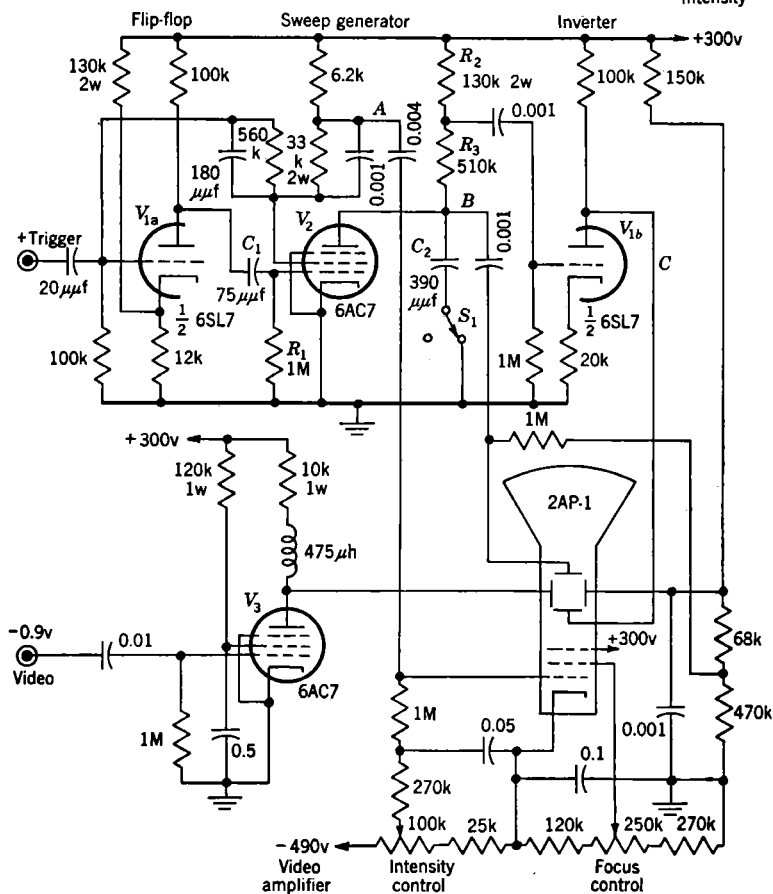 Intensity
Flip-flop
Sweep generator
Inverter
+300v
130k
2w
100k
6.2k
R2
130k 2w
100k
150k
0.001
A
0.004
560
k
33
k
2w
R3
510k
180
μμf
0.001
V1a
V2
B
V1b
+Trigger
C1
C2
0.001
C
20μμf
75μμf
390
μμf
S1
1/2 6SL7
6AC7
1/2 6SL7
100k
12k
R1
1M
1M
20k
1M
+300v
120k
1w
10k
1w
2AP-1
475μh
V3
-0.9v
Video
0.01
+300v
68k
6AC7
1M
470k
1M
0.5
0.05
0.001
0.1
270k
100k
25k
120k
250k
270k
-490v
Video
amplifier
Intensity
control
Focus
control